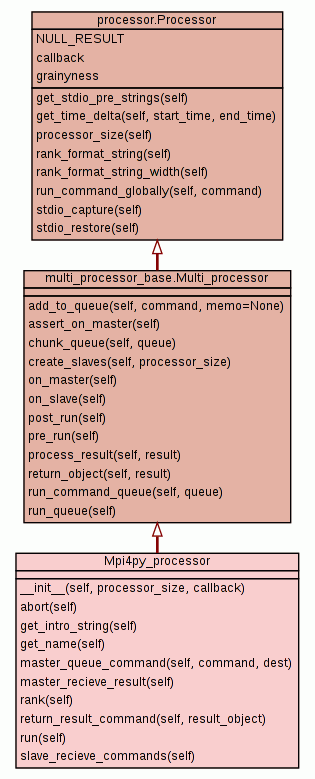 processor.Processor
NULL_RESULT
callback
grainyness
get_stdio_pre_strings(self)
get_time_delta(self, start_time, end_time)
processor_size(self)
rank_format_string(self)
rank_format_string_width(self)
run_command_globally(self, command)
stdio_capture(self)
stdio_restore(self)
multi_processor_base.Multi_processor
add_to_queue(self, command, memo=None)
assert_on_master(self)
chunk_queue(self, queue)
create_slaves(self, processor_size)
on_master(self)
on_slave(self)
post_run(self)
pre_run(self)
process_result(self, result)
return_object(self, result)
run_command_queue(self, queue)
run_queue(self)
Mpi4py_processor
__init__(self, processor_size, callback)
abort(self)
get_intro_string(self)
get_name(self)
master_queue_command(self, command, dest)
master_recieve_result(self)
rank(self)
return_result_command(self, result_object)
run(self)
slave_recieve_commands(self)